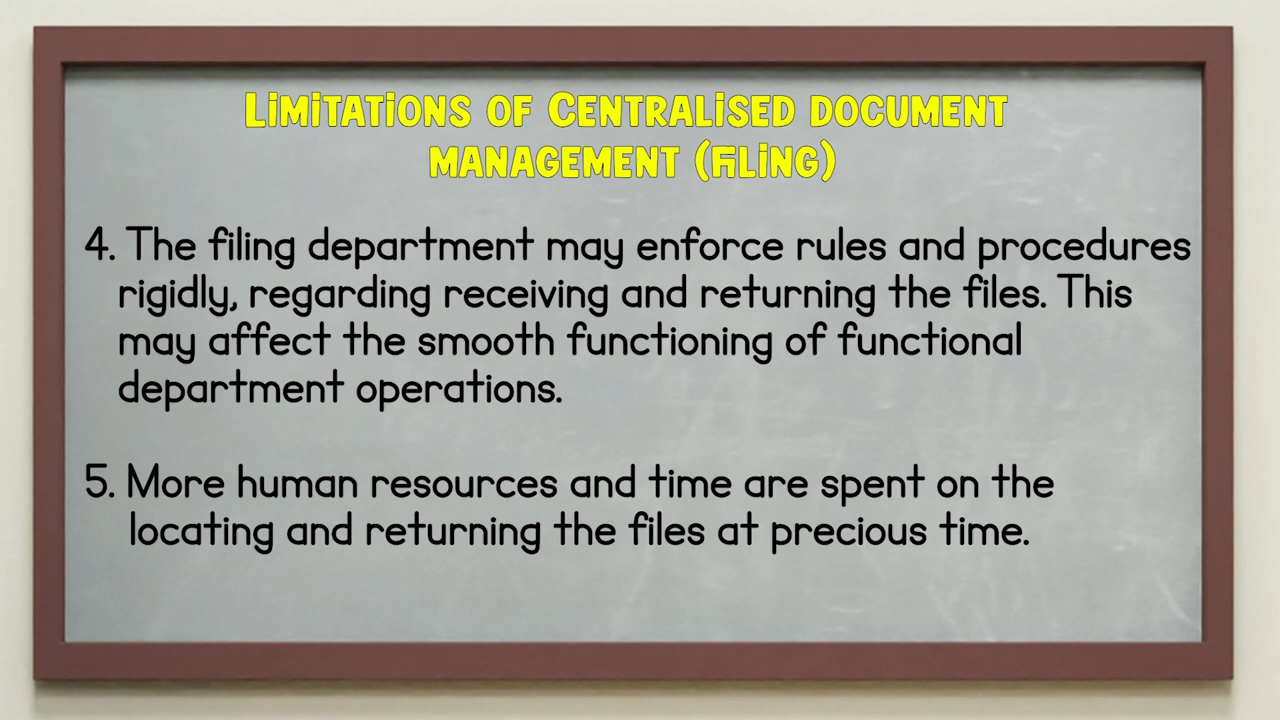 Limitations of Centralised document
management (filing)
4. The filing department may enforce rules and procedures
rigidly, regarding receiving and returning the files. This
may affect the smooth functioning of functional
department operations.
5. More human resources and time are spent on the
locating and returning the files at precious time.